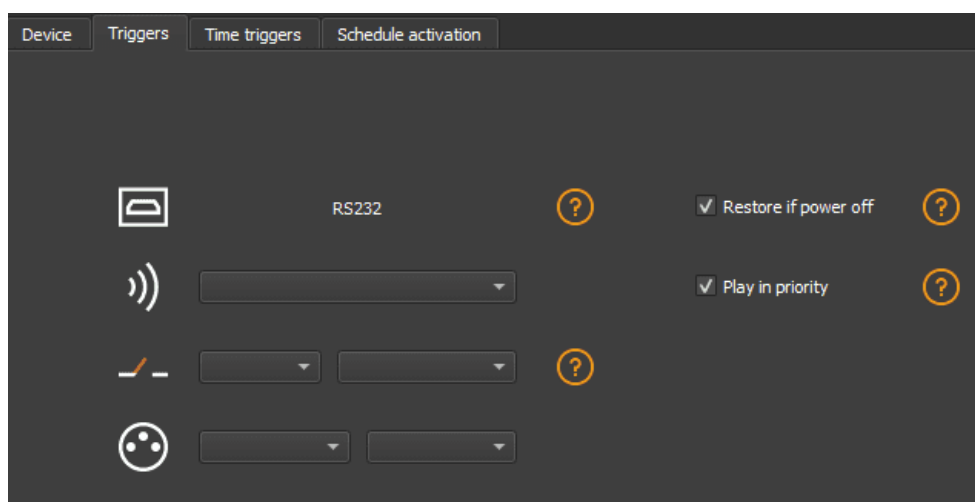 Device Triggers Time triggers Schedule activation
RS232 ? Restore if power off ?
Play in priority ?
?